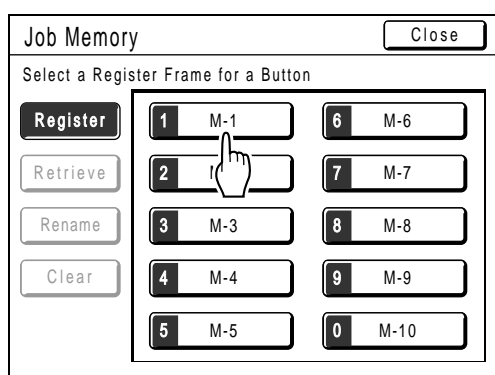 Job Memory Close
Select a Register Frame for a Button
Register 1 M-1 6 M-6
Retrieve 2 7 M-7
Rename 3 M-3 8 M-8
Clear 4 M-4 9 M-9
5 M-5 0 M-10